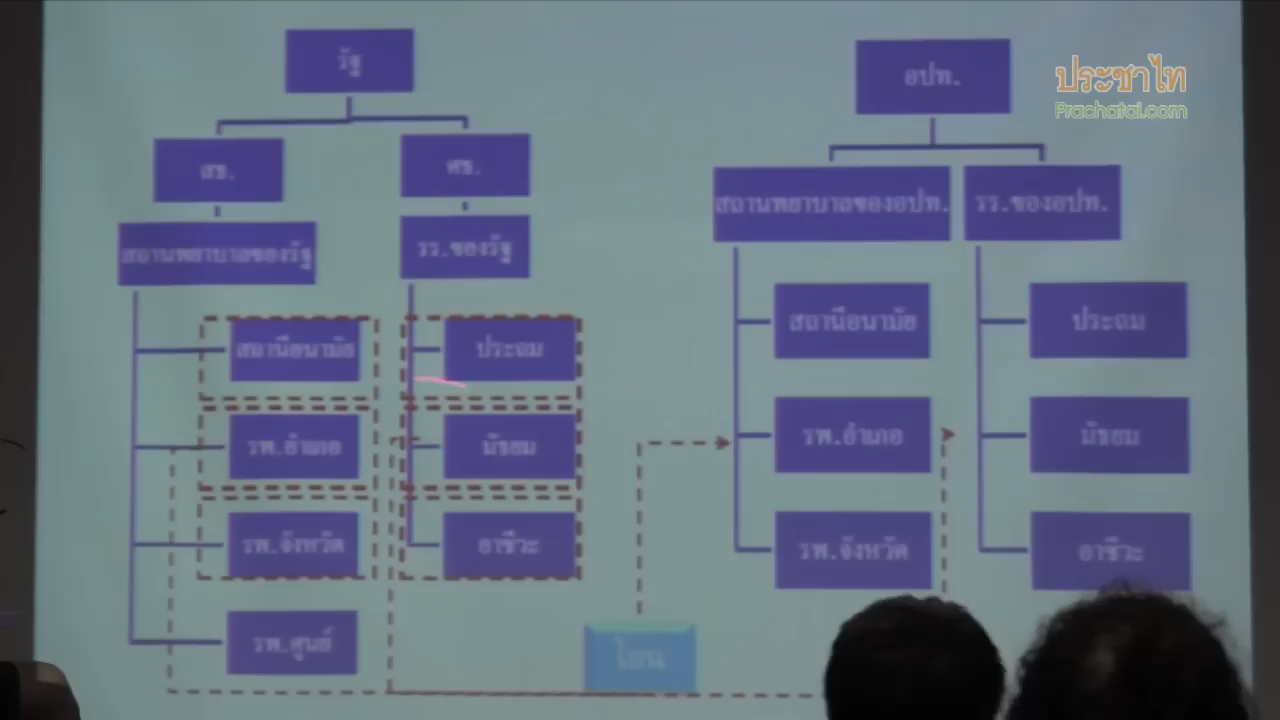 รัฐ
สธ.
ศธ.
สถานพยาบาลของรัฐ
รร.ของรัฐ
สถานีอนามัย
ประถม
รพ.อำเภอ
มัธยม
รพ.จังหวัด
อาชีวะ
รพ.ศูนย์
อปท.
สถานพยาบาลของอปท.
รร.ของอปท.
สถานีอนามัย
ประถม
รพ.อำเภอ
มัธยม
รพ.จังหวัด
อาชีวะ
โอน
ประชาไท
Prachatai.com